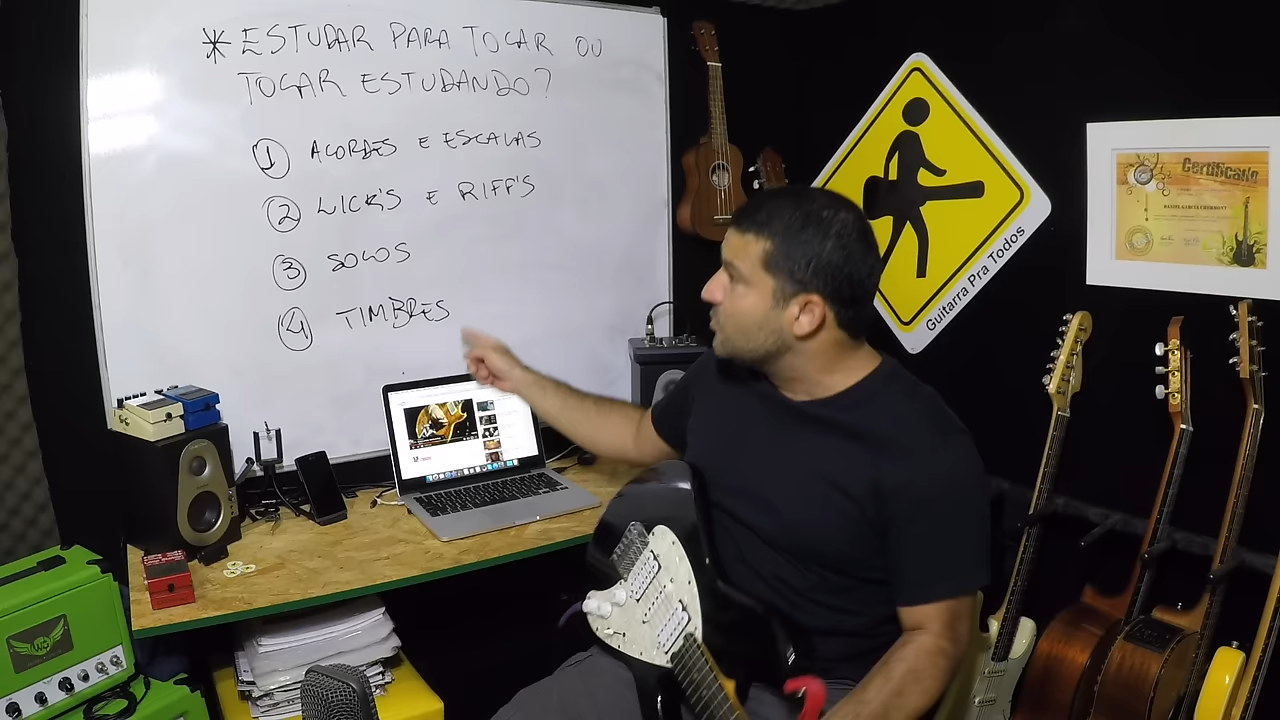 * ESTUDAR PARA TOCAR OU
TOCAR ESTUDANDO?
1 ACORDES E ESCALAS
2 LICK'S E RIFF'S
3 SOLOS
4 TIMBRES
Guitarra Pra Todos
Certificado